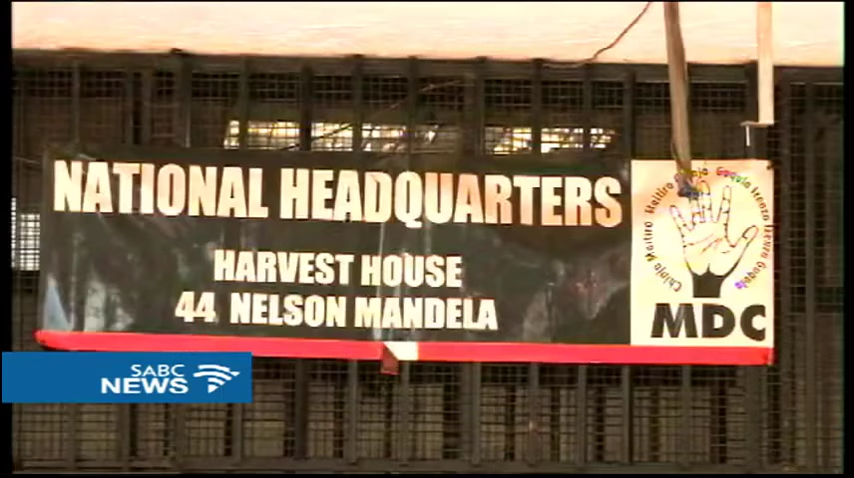 NATIONAL HEADQUARTERS
HARVEST HOUSE
44 NELSON MANDELA
MDC
SABC
NEWS